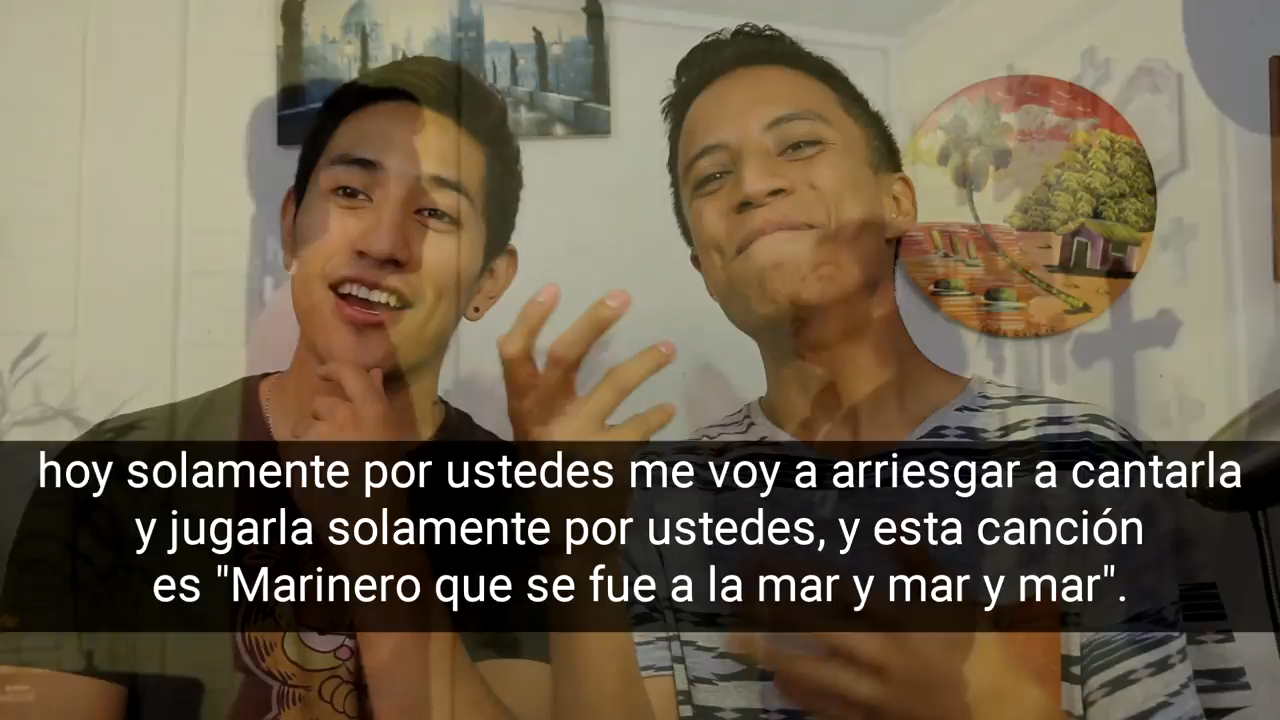 hoy solamente por ustedes me voy a arriesgar a cantarla
y jugarla solamente por ustedes, y esta canción
es "Marinero que se fue a la mar y mar y mar".